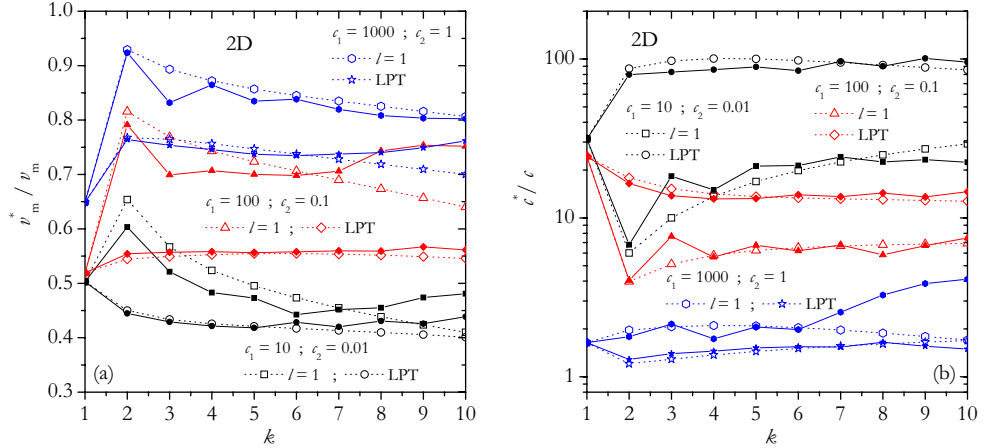 2D
c1 = 1000 ; c2 = 1
l = 1
LPT
c1 = 100 ; c2 = 0.1
l = 1 ; LPT
c1 = 10 ; c2 = 0.01
l = 1 ; LPT
(a)
v*m / vm
1.0
0.9
0.8
0.7
0.6
0.5
0.4
0.3
1 2 3 4 5 6 7 8 9 10
k
2D
c1 = 10 ; c2 = 0.01
l = 1
LPT
c1 = 100 ; c2 = 0.1
l = 1
LPT
c1 = 1000 ; c2 = 1
l = 1 ; LPT
(b)
c* / c
100
10
1
1 2 3 4 5 6 7 8 9 10
k